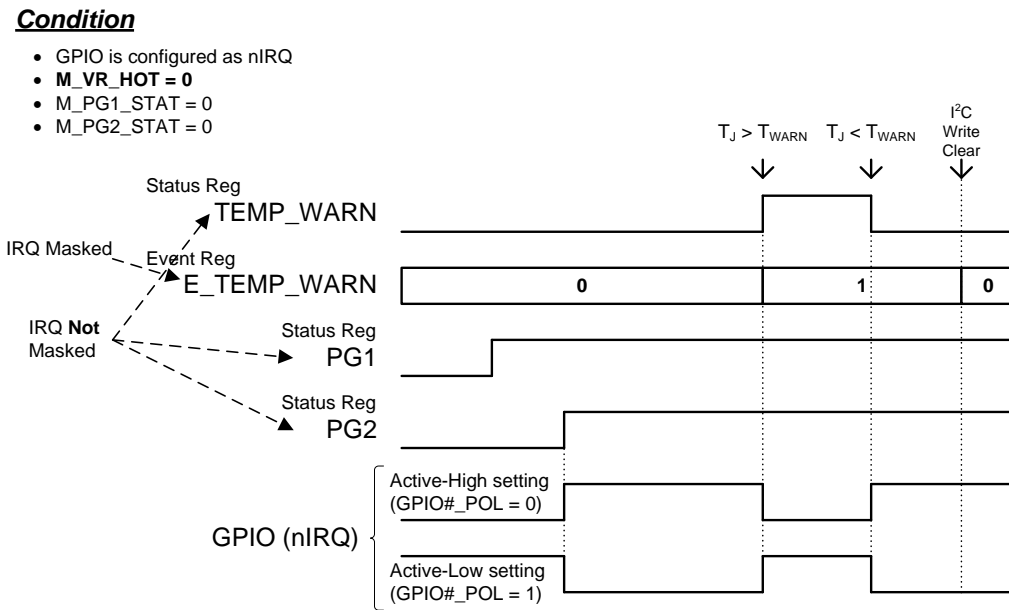 Condition
• GPIO is configured as nIRQ
• M_VR_HOT = 0
• M_PG1_STAT = 0
• M_PG2_STAT = 0
TJ > TWARN
TJ < TWARN
I²C
Write
Clear
Status Reg
TEMP_WARN
IRQ Masked
Event Reg
E_TEMP_WARN
0
1
0
IRQ Not
Masked
Status Reg
PG1
Status Reg
PG2
Active-High setting
(GPIO#_POL = 0)
GPIO (nIRQ)
Active-Low setting
(GPIO#_POL = 1)